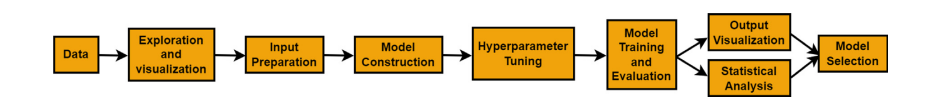 Data
Exploration
and
visualization
Input
Preparation
Model
Construction
Hyperparameter
Tuning
Model
Training
and
Evaluation
Output
Visualization
Statistical
Analysis
Model
Selection